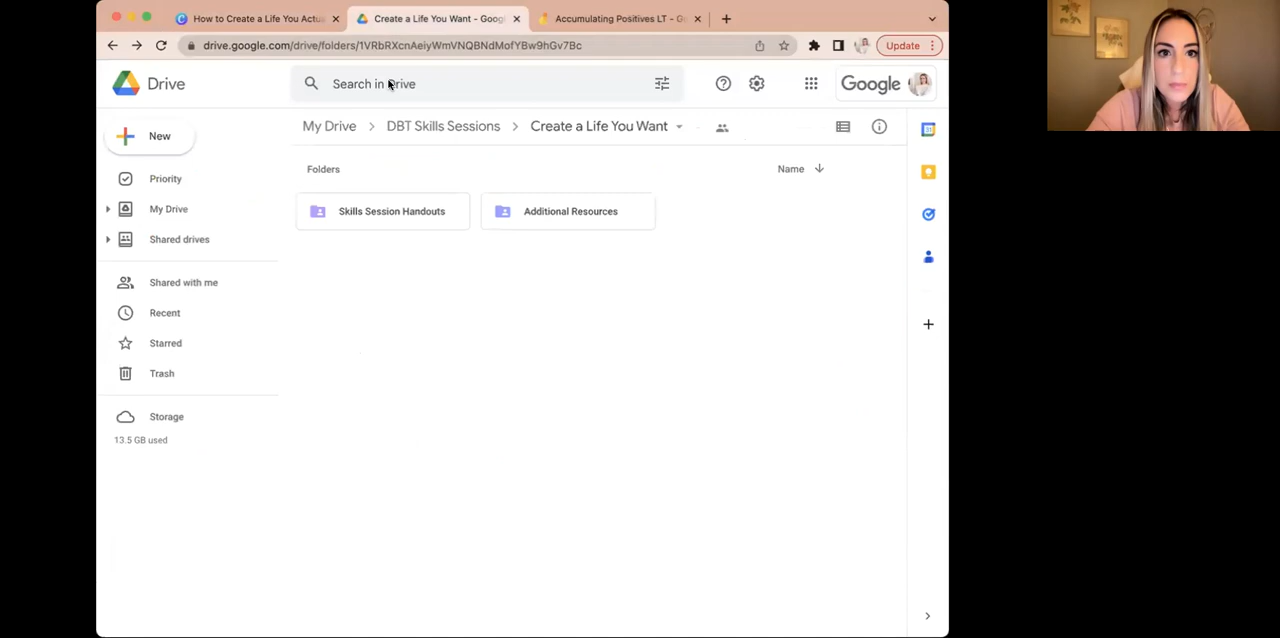 How to Create a Life You Actua
Create a Life You Want - Goog
Accumulating Positives LT - Go
drive.google.com/drive/folders/1VRbRXcnAeiyWmVNQBNdMofYBw9hGv7Bc
Update
Drive
Search in Drive
Google
New
My Drive > DBT Skills Sessions > Create a Life You Want
Folders
Name
Skills Session Handouts
Additional Resources
Priority
My Drive
Shared drives
Shared with me
Recent
Starred
Trash
Storage
13.5 GB used